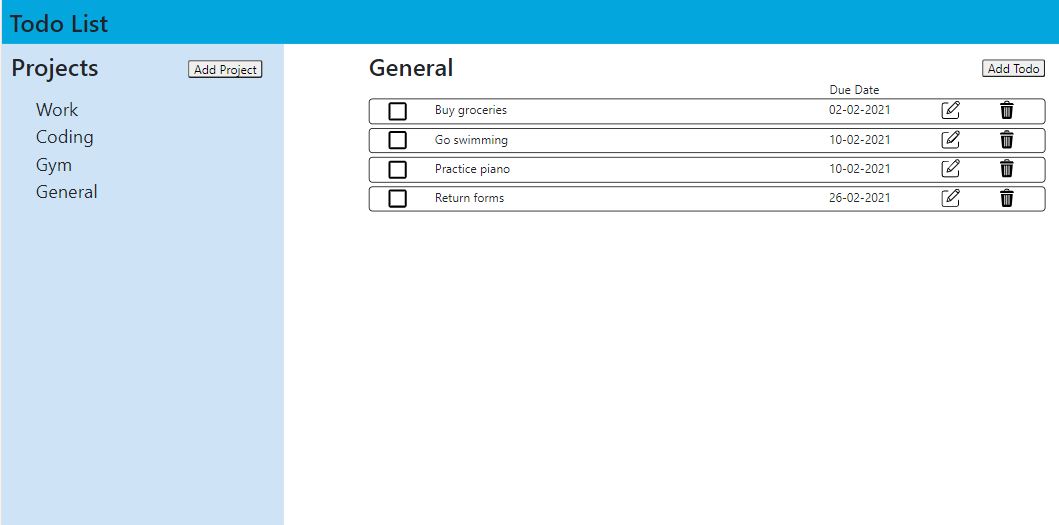 Todo List
Projects
Add Project
Work
Coding
Gym
General
General
Add Todo
Due Date
Buy groceries 02-02-2021
Go swimming 10-02-2021
Practice piano 10-02-2021
Return forms 26-02-2021